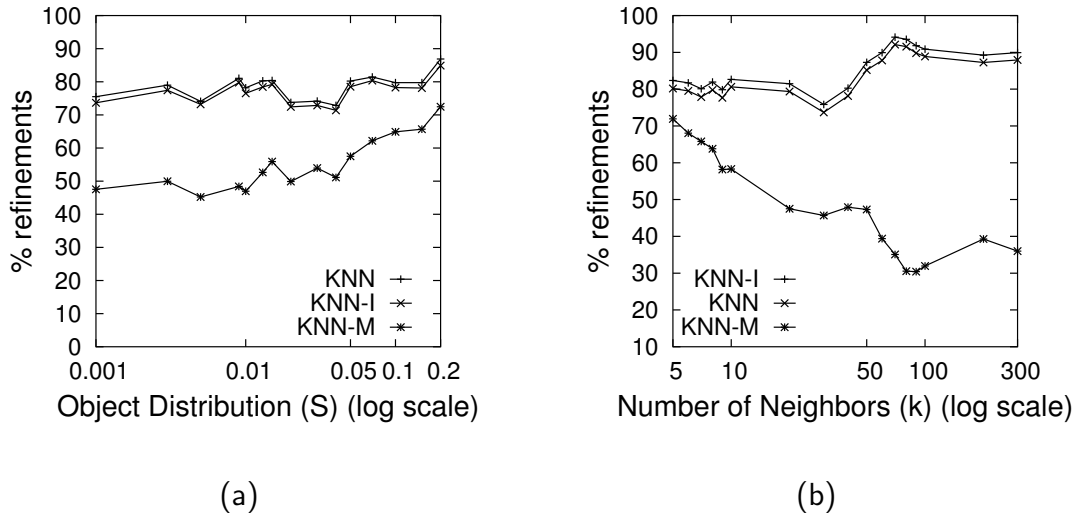 100
90
80
70
60
50
40
30
20
10
0
% refinements
KNN
KNN-I
KNN-M
0.001 0.01 0.05 0.1 0.2
Object Distribution (S) (log scale)
(a)
100
90
80
70
60
50
40
30
20
10
% refinements
KNN-I
KNN
KNN-M
5 10 50 100 300
Number of Neighbors (k) (log scale)
(b)